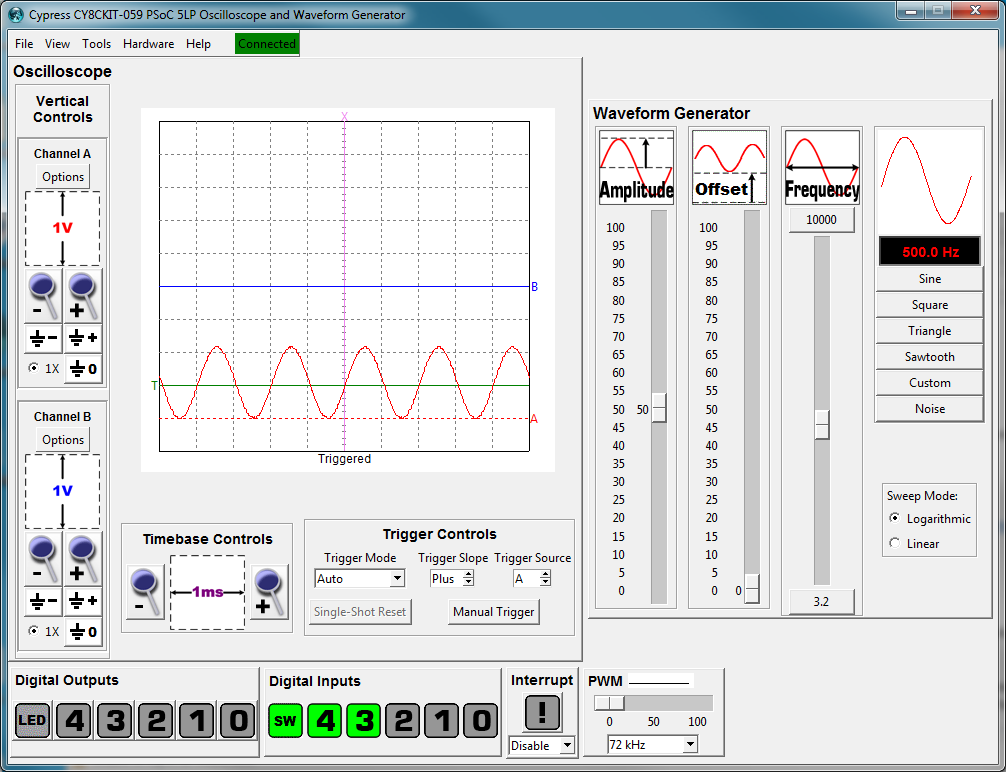 Cypress CY8CKIT-059 PSoC 5LP Oscilloscope and Waveform Generator
File View Tools Hardware Help Connected
Oscilloscope
Vertical
Controls
Channel A
Options
1V
- +
- +
1X 0
Channel B
Options
1V
- +
- +
1X 0
X
B
T
A
Triggered
Timebase Controls
- 1ms +
Trigger Controls
Trigger Mode Trigger Slope Trigger Source
Auto Plus A
Single-Shot Reset Manual Trigger
Waveform Generator
Amplitude
100
95
90
85
80
75
70
65
60
55
50 50
45
40
35
30
25
20
15
10
5
0
Offset
100
95
90
85
80
75
70
65
60
55
50
45
40
35
30
25
20
15
10
5
0 0
Frequency
10000
3.2
500.0 Hz
Sine
Square
Triangle
Sawtooth
Custom
Noise
Sweep Mode:
Logarithmic
Linear
Digital Outputs
LED 4 3 2 1 0
Digital Inputs
SW 4 3 2 1 0
Interrupt
!
Disable
PWM
0 50 100
72 kHz